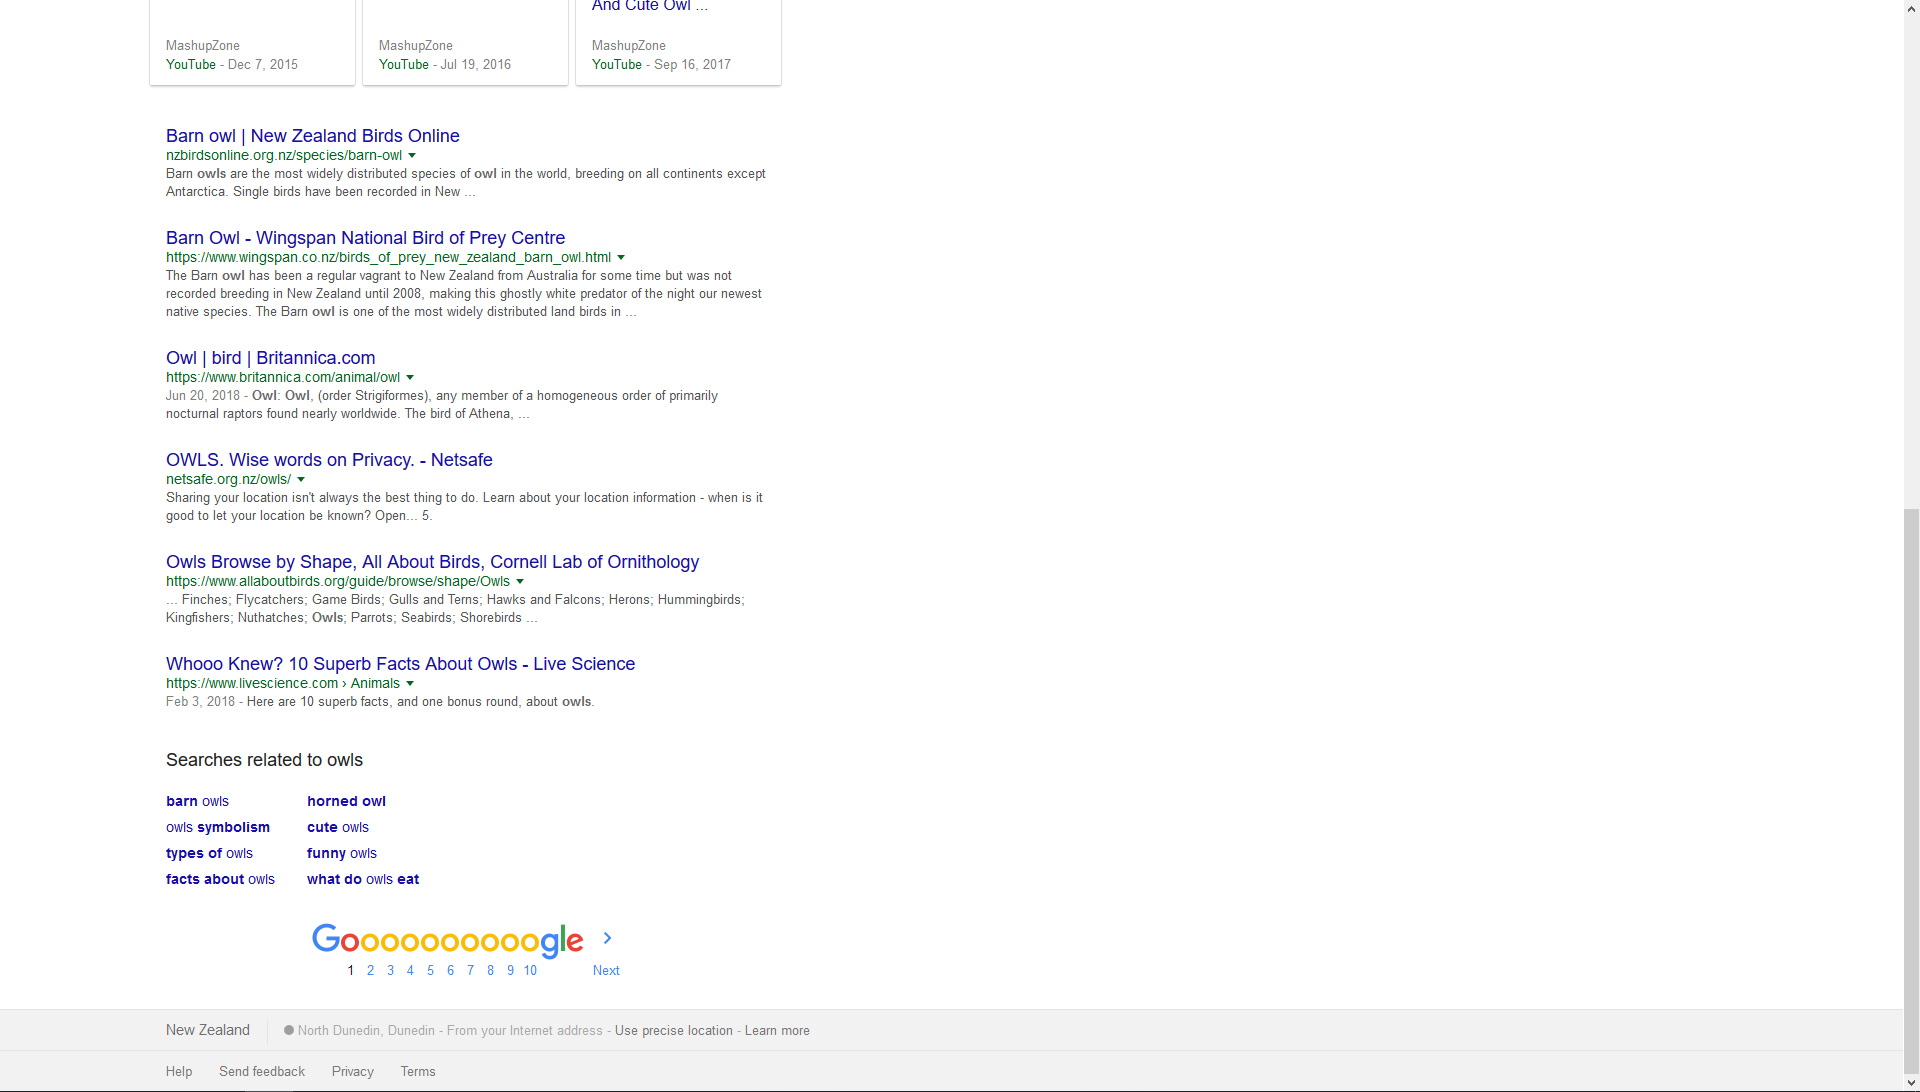 And Cute Owl ...
MashupZone
YouTube - Dec 7, 2015
MashupZone
YouTube - Jul 19, 2016
MashupZone
YouTube - Sep 16, 2017
Barn owl | New Zealand Birds Online
nzbirdsonline.org.nz/species/barn-owl
Barn owls are the most widely distributed species of owl in the world, breeding on all continents except
Antarctica. Single birds have been recorded in New ...
Barn Owl - Wingspan National Bird of Prey Centre
https://www.wingspan.co.nz/birds_of_prey_new_zealand_barn_owl.html
The Barn owl has been a regular vagrant to New Zealand from Australia for some time but was not
recorded breeding in New Zealand until 2008, making this ghostly white predator of the night our newest
native species. The Barn owl is one of the most widely distributed land birds in ...
Owl | bird | Britannica.com
https://www.britannica.com/animal/owl
Jun 20, 2018 - Owl: Owl, (order Strigiformes), any member of a homogeneous order of primarily
nocturnal raptors found nearly worldwide. The bird of Athena, ...
OWLS. Wise words on Privacy. - Netsafe
netsafe.org.nz/owls/
Sharing your location isn't always the best thing to do. Learn about your location information - when is it
good to let your location be known? Open... 5.
Owls Browse by Shape, All About Birds, Cornell Lab of Ornithology
https://www.allaboutbirds.org/guide/browse/shape/Owls
... Finches; Flycatchers; Game Birds; Gulls and Terns; Hawks and Falcons; Herons; Hummingbirds;
Kingfishers; Nuthatches; Owls; Parrots; Seabirds; Shorebirds ...
Whooo Knew? 10 Superb Facts About Owls - Live Science
https://www.livescience.com › Animals
Feb 3, 2018 - Here are 10 superb facts, and one bonus round, about owls.
Searches related to owls
barn owls
horned owl
owls symbolism
cute owls
types of owls
funny owls
facts about owls
what do owls eat
Goooooooooogle
1 2 3 4 5 6 7 8 9 10 Next
New Zealand
North Dunedin, Dunedin - From your Internet address - Use precise location - Learn more
Help Send feedback Privacy Terms